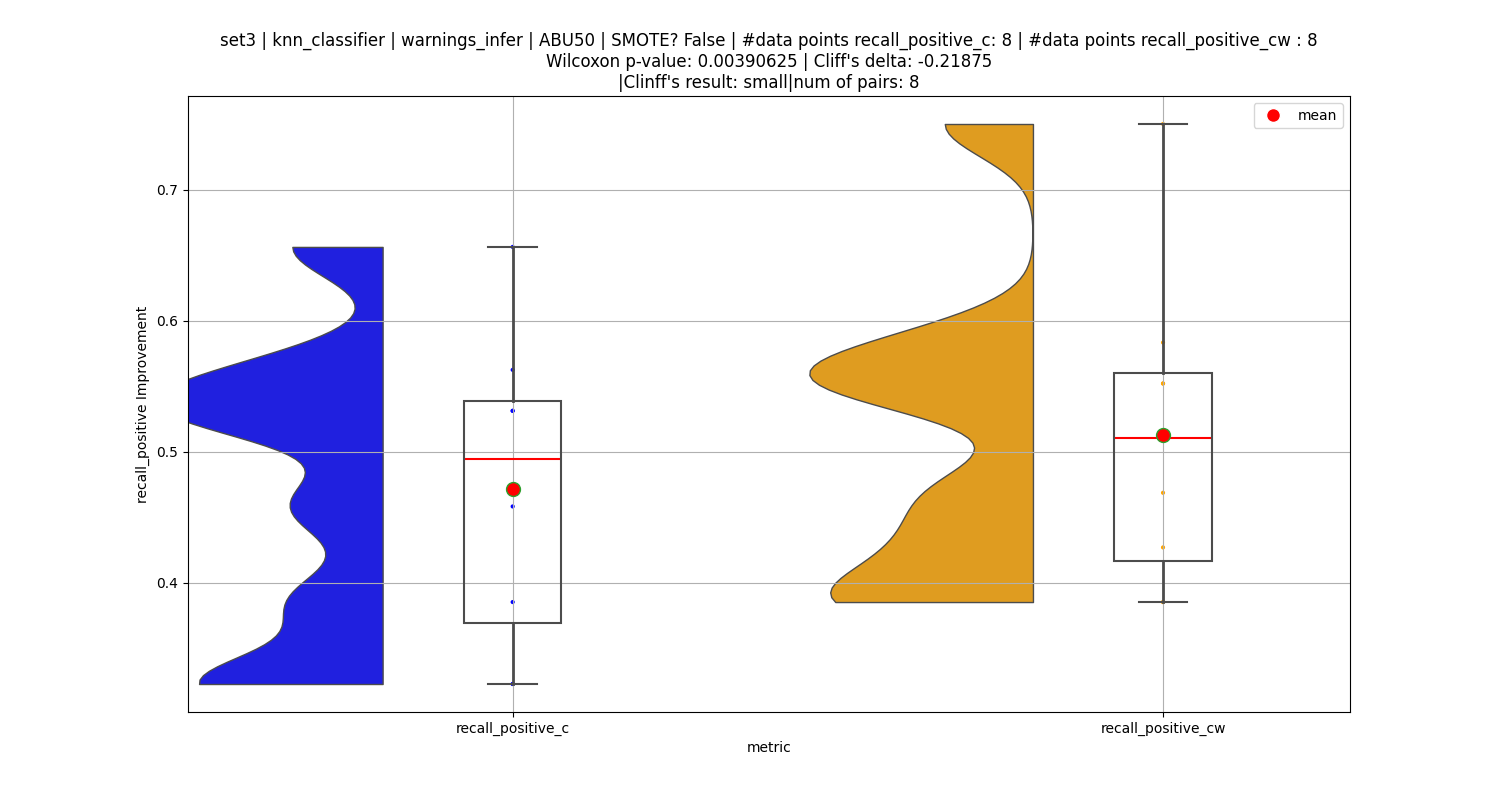 set3 | knn_classifier | warnings_infer | ABU50 | SMOTE? False | #data points recall_positive_c: 8 | #data points recall_positive_cw : 8
Wilcoxon p-value: 0.00390625 | Cliff's delta: -0.21875
|Clinff's result: small|num of pairs: 8
mean
0.7
0.6
0.5
0.4
recall_positive Improvement
recall_positive_c
recall_positive_cw
metric